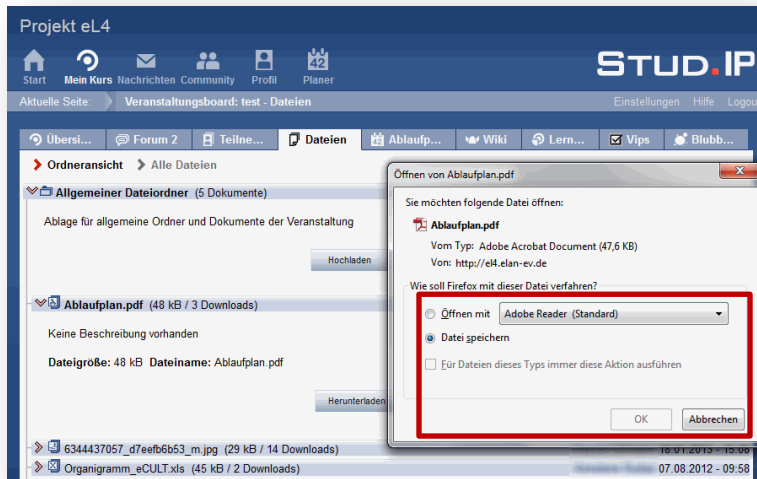 Projekt eL4
42
Start Mein Kurs Nachrichten Community Profil Planer
STUD.IP
Aktuelle Seite: Veranstaltungsboard: test - Dateien
Einstellungen Hilfe Logou
Übersi... Forum 2 Teilne... Dateien Ablaufp... Wiki Lern... Vips Blubb...
Ordneransicht Alle Dateien
Allgemeiner Dateiordner (5 Dokumente)
Ablage für allgemeine Ordner und Dokumente der Veranstaltung
Hochladen
Ablaufplan.pdf (48 kB / 3 Downloads)
Keine Beschreibung vorhanden
Dateigröße: 48 kB Dateiname: Ablaufplan.pdf
Herunterladen
6344437057_d7eefb6b53_m.jpg (29 kB / 14 Downloads)
18.01.2013 - 15:08
Organigramm_eCULT.xls (45 kB / 2 Downloads)
07.08.2012 - 09:58
Öffnen von Ablaufplan.pdf
Sie möchten folgende Datei öffnen:
Ablaufplan.pdf
Vom Typ: Adobe Acrobat Document (47,6 KB)
Von: http://el4.elan-ev.de
Wie soll Firefox mit dieser Datei verfahren?
Öffnen mit Adobe Reader (Standard)
Datei speichern
Für Dateien dieses Typs immer diese Aktion ausführen
OK Abbrechen